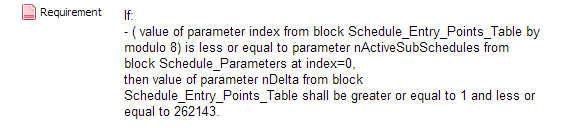 Requirement
If:
- ( value of parameter index from block Schedule_Entry_Points_Table by
modulo 8) is less or equal to parameter nActiveSubSchedules from
block Schedule_Parameters at index=0,
then value of parameter nDelta from block
Schedule_Entry_Points_Table shall be greater or equal to 1 and less or
equal to 262143.